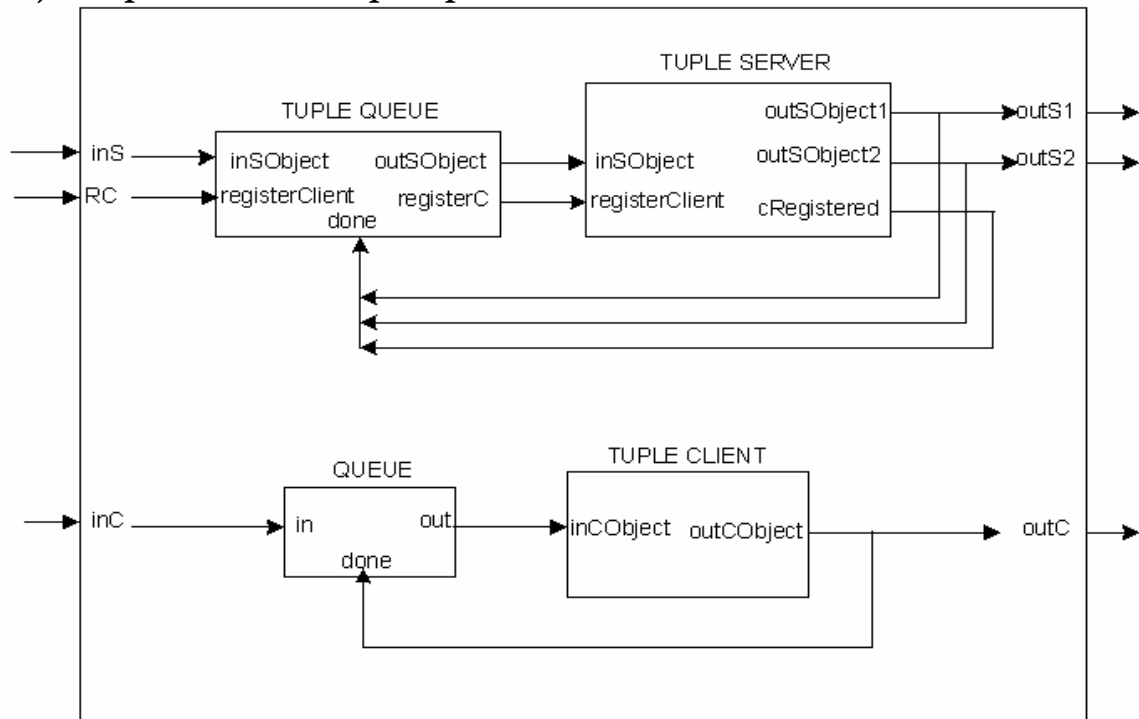 TUPLE SERVER
TUPLE QUEUE
outSObject1
outS1
inS
inSObject
outSObject
inSObject
outSObject2
outS2
RC
registerClient
registerC
registerClient
cRegistered
done
TUPLE CLIENT
QUEUE
inC
in
out
inCObject
outCObject
outC
done